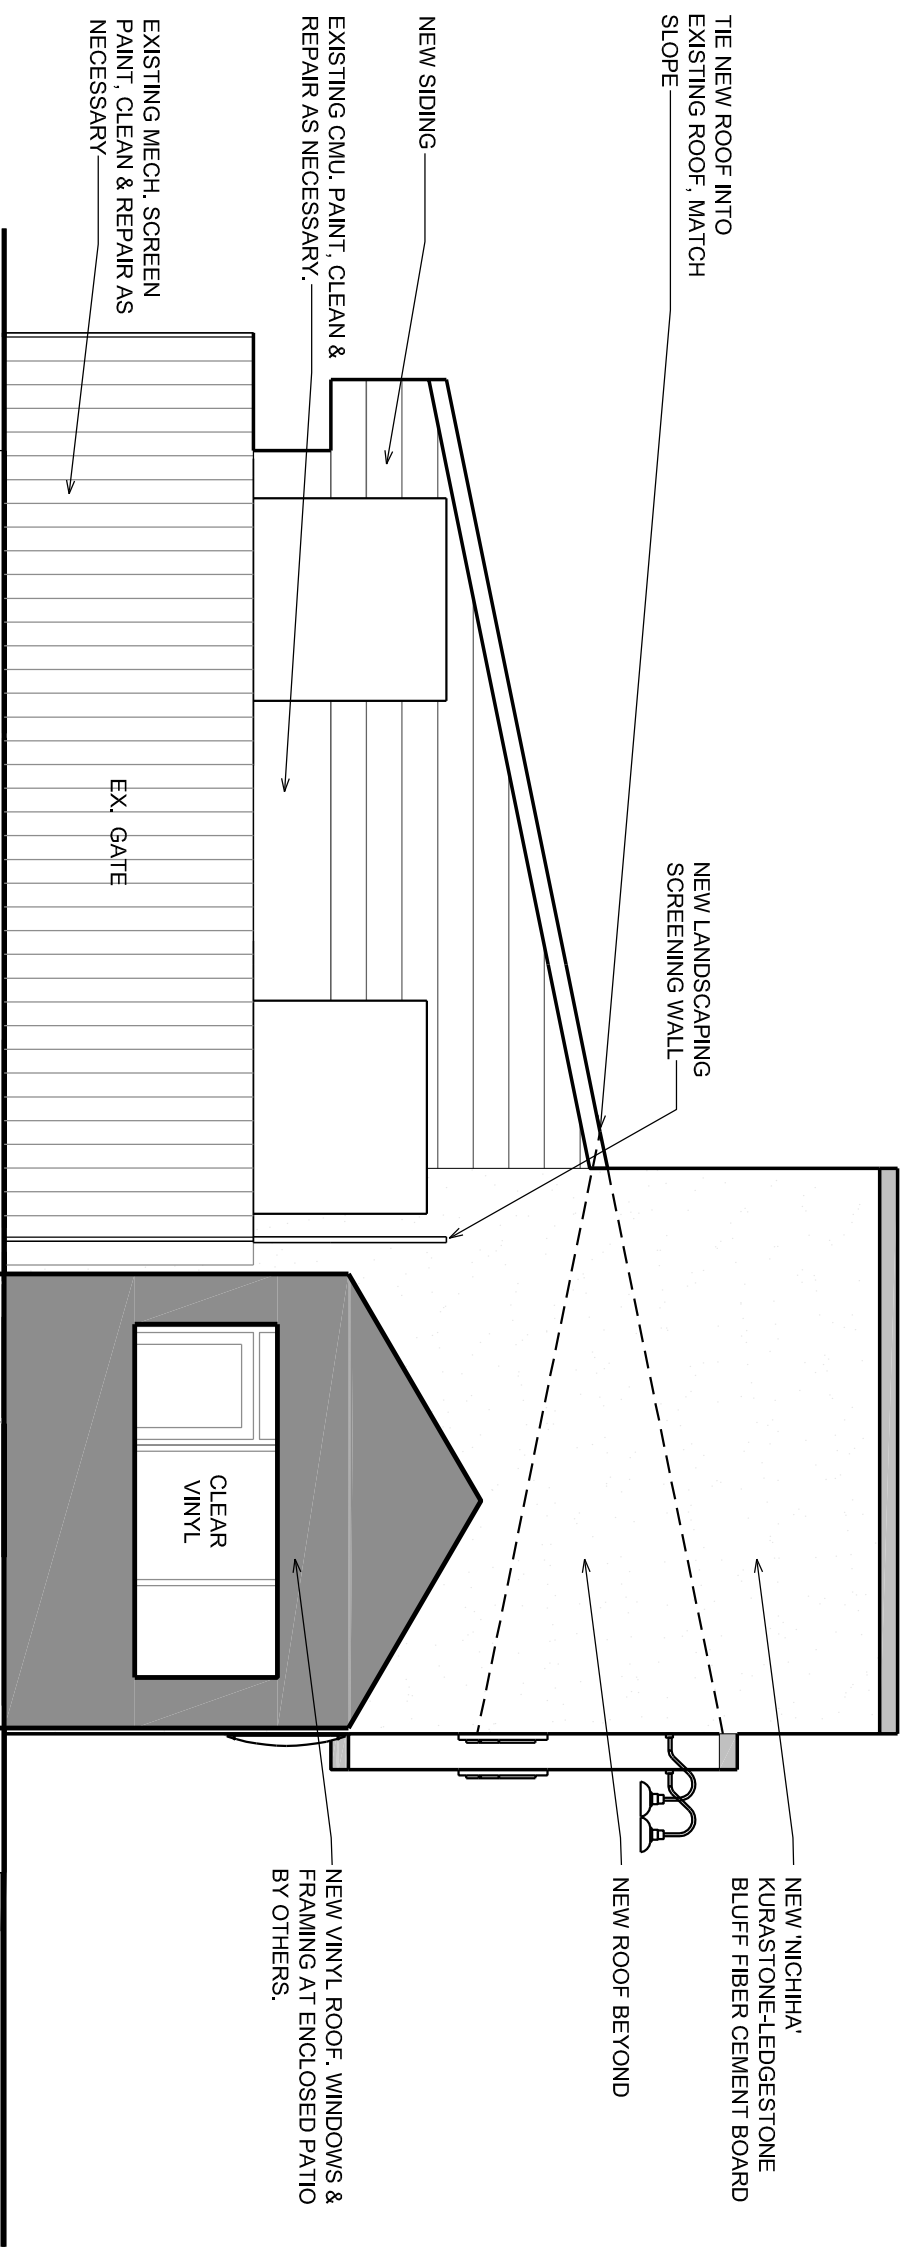 TIE NEW ROOF INTO
EXISTING ROOF, MATCH
SLOPE
NEW SIDING
EXISTING CMU. PAINT, CLEAN &
REPAIR AS NECESSARY.
EXISTING MECH. SCREEN
PAINT, CLEAN & REPAIR AS
NECESSARY
NEW LANDSCAPING
SCREENING WALL
EX. GATE
CLEAR
VINYL
NEW 'NICHIHA'
KURASTONE-LEDGESTONE
BLUFF FIBER CEMENT BOARD
NEW ROOF BEYOND
NEW VINYL ROOF. WINDOWS &
FRAMING AT ENCLOSED PATIO
BY OTHERS.